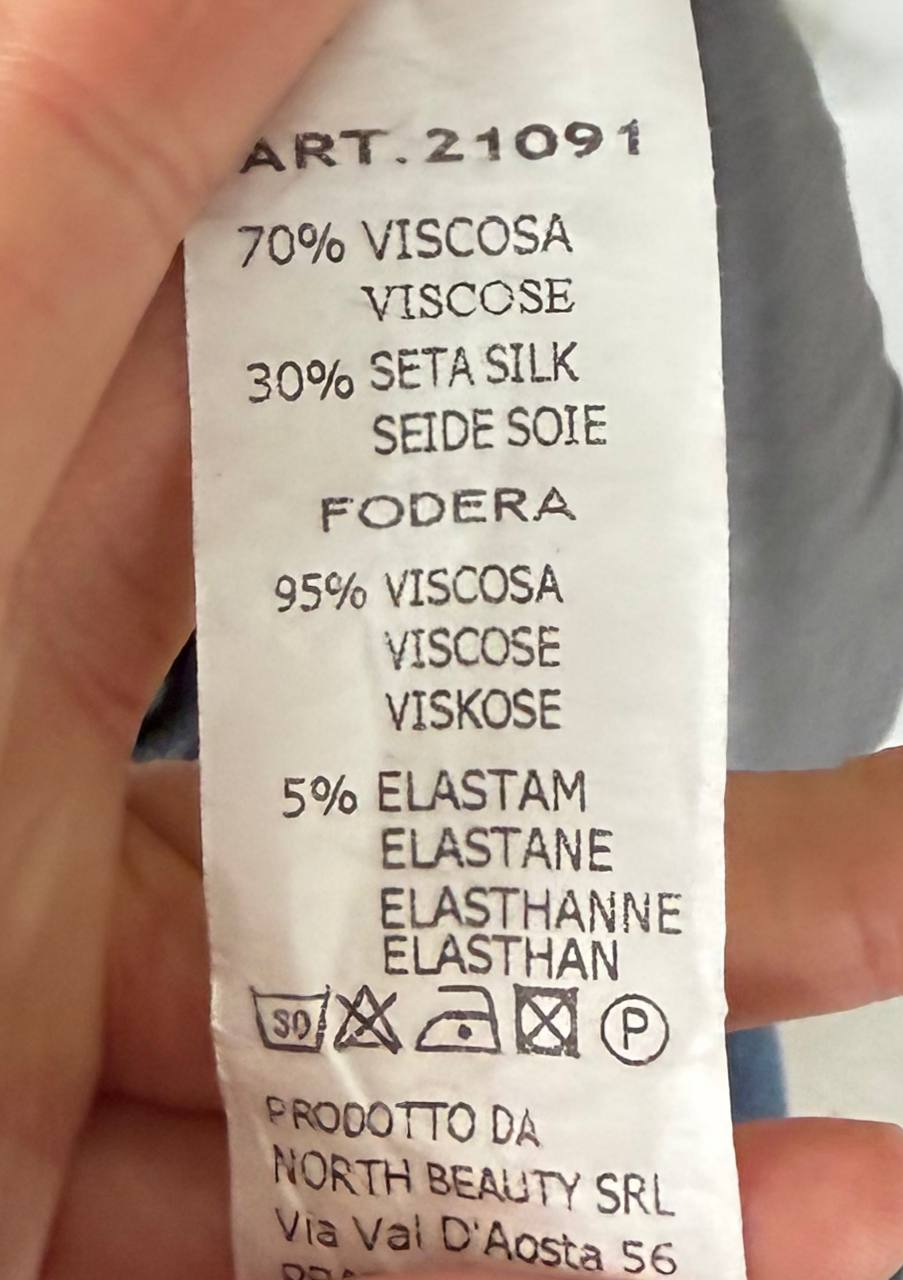 ART.21091
70% VISCOSA
VISCOSE
30% SETA SILK
SEIDE SOIE
FODERA
95% VISCOSA
VISCOSE
VISKOSE
5% ELASTAM
ELASTANE
ELASTHANNE
ELASTHAN
P
PRODOTTO DA
NORTH BEAUTY SRL
Via Val D'Aosta 56